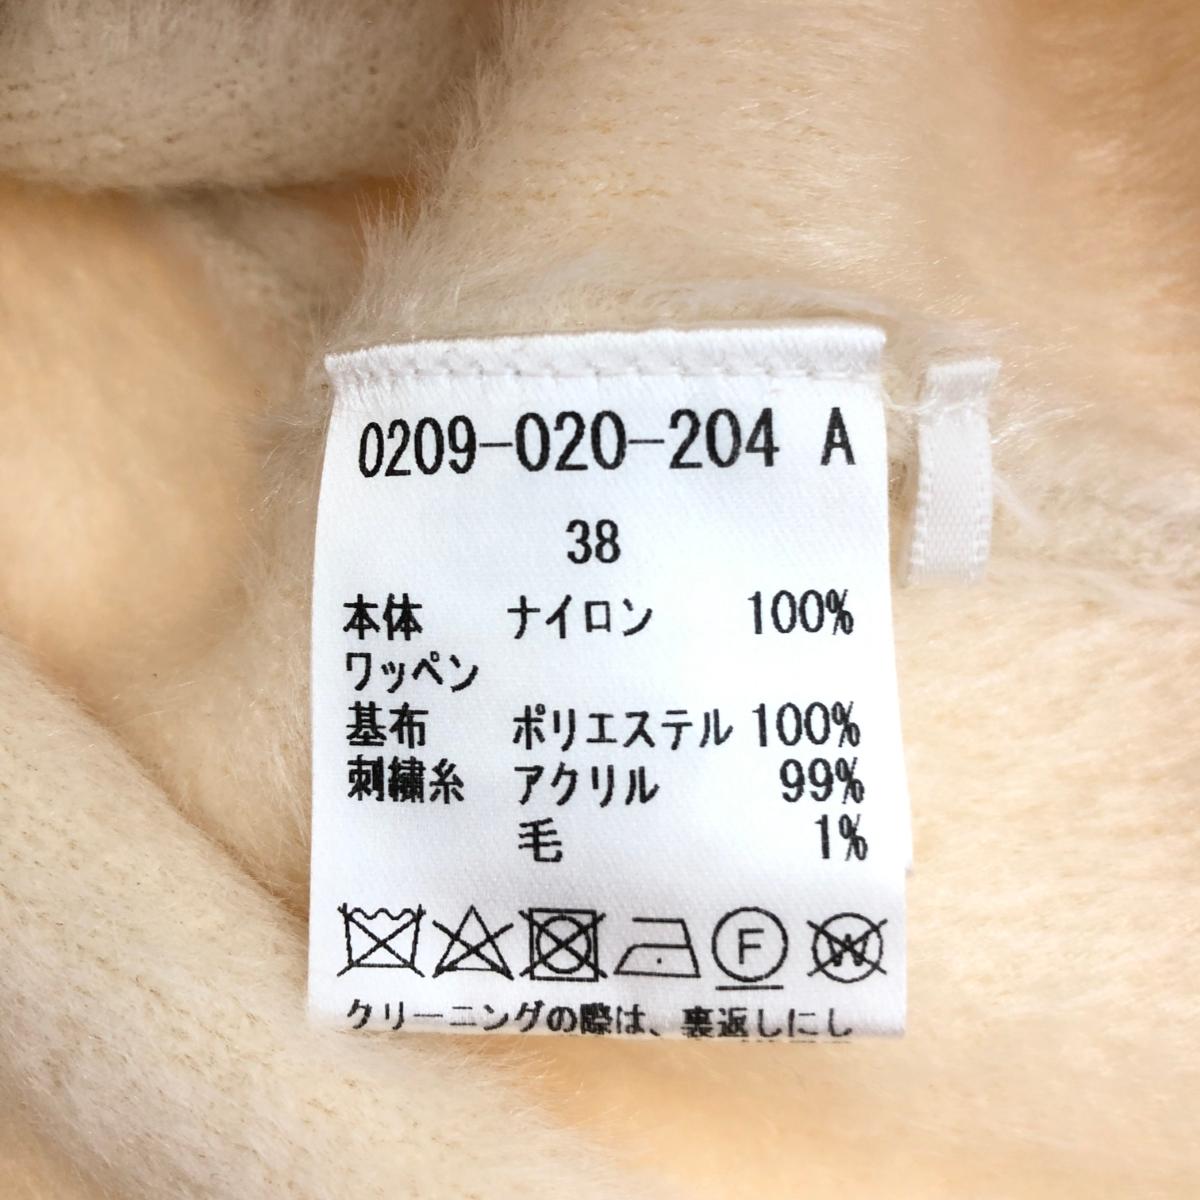 0209-020-204 A
38
本体 ナイロン 100%
ワッペン
基布 ポリエステル 100%
刺繍糸 アクリル 99%
毛 1%
F W
クリーニングの際は、裏返しにし